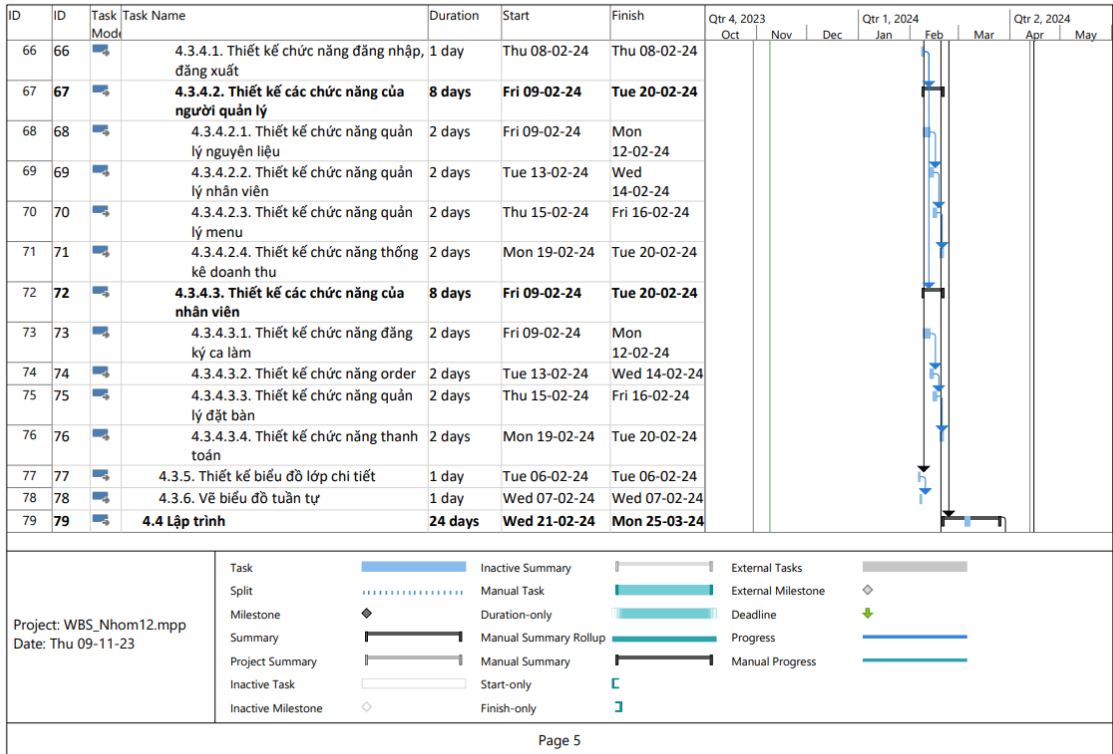 ID ID Task Task Name Duration Start Finish Qtr 4, 2023 Qtr 1, 2024 Qtr 2, 2024
Mode Oct Nov Dec Jan Feb Mar Apr May
66 66 4.3.4.1. Thiết kế chức năng đăng nhập, 1 day Thu 08-02-24 Thu 08-02-24
đăng xuất
67 67 4.3.4.2. Thiết kế các chức năng của 8 days Fri 09-02-24 Tue 20-02-24
người quản lý
68 68 4.3.4.2.1. Thiết kế chức năng quản 2 days Fri 09-02-24 Mon
lý nguyên liệu 12-02-24
69 69 4.3.4.2.2. Thiết kế chức năng quản 2 days Tue 13-02-24 Wed
lý nhân viên 14-02-24
70 70 4.3.4.2.3. Thiết kế chức năng quản 2 days Thu 15-02-24 Fri 16-02-24
lý menu
71 71 4.3.4.2.4. Thiết kế chức năng thống 2 days Mon 19-02-24 Tue 20-02-24
kê doanh thu
72 72 4.3.4.3. Thiết kế các chức năng của 8 days Fri 09-02-24 Tue 20-02-24
nhân viên
73 73 4.3.4.3.1. Thiết kế chức năng đăng 2 days Fri 09-02-24 Mon
ký ca làm 12-02-24
74 74 4.3.4.3.2. Thiết kế chức năng order 2 days Tue 13-02-24 Wed 14-02-24
75 75 4.3.4.3.3. Thiết kế chức năng quản 2 days Thu 15-02-24 Fri 16-02-24
lý đặt bàn
76 76 4.3.4.3.4. Thiết kế chức năng thanh 2 days Mon 19-02-24 Tue 20-02-24
toán
77 77 4.3.5. Thiết kế biểu đồ lớp chi tiết 1 day Tue 06-02-24 Tue 06-02-24
78 78 4.3.6. Vẽ biểu đồ tuần tự 1 day Wed 07-02-24 Wed 07-02-24
79 79 4.4 Lập trình 24 days Wed 21-02-24 Mon 25-03-24
Project: WBS_Nhom12.mpp
Date: Thu 09-11-23
Task Inactive Summary External Tasks
Split Manual Task External Milestone
Milestone Duration-only Deadline
Summary Manual Summary Rollup Progress
Project Summary Manual Summary Manual Progress
Inactive Task Start-only
Inactive Milestone Finish-only
Page 5